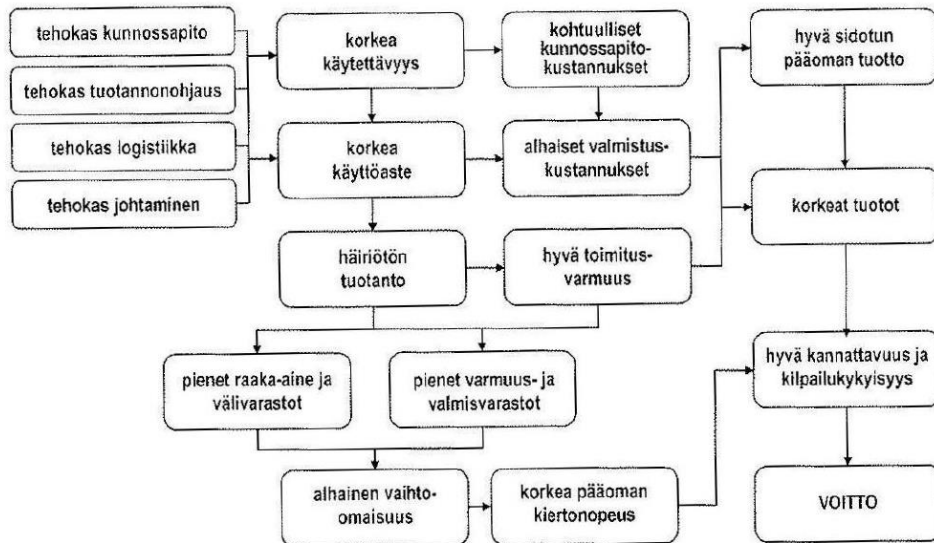 tehokas kunnossapito
tehokas tuotannonohjaus
tehokas logistiikka
tehokas johtaminen
korkea
käytettävyys
kohtuulliset
kunnossapito-
kustannukset
hyvä sidotun
pääoman tuotto
korkea
käyttöaste
alhaiset valmistus-
kustannukset
korkeat tuotot
häiriötön
tuotanto
hyvä toimitus-
varmuus
pienet raaka-aine ja
välivarastot
pienet varmuus- ja
valmisvarastot
hyvä kannattavuus ja
kilpailukykyisyys
alhainen vaihto-
omaisuus
korkea pääoman
kiertonopeus
VOITTO